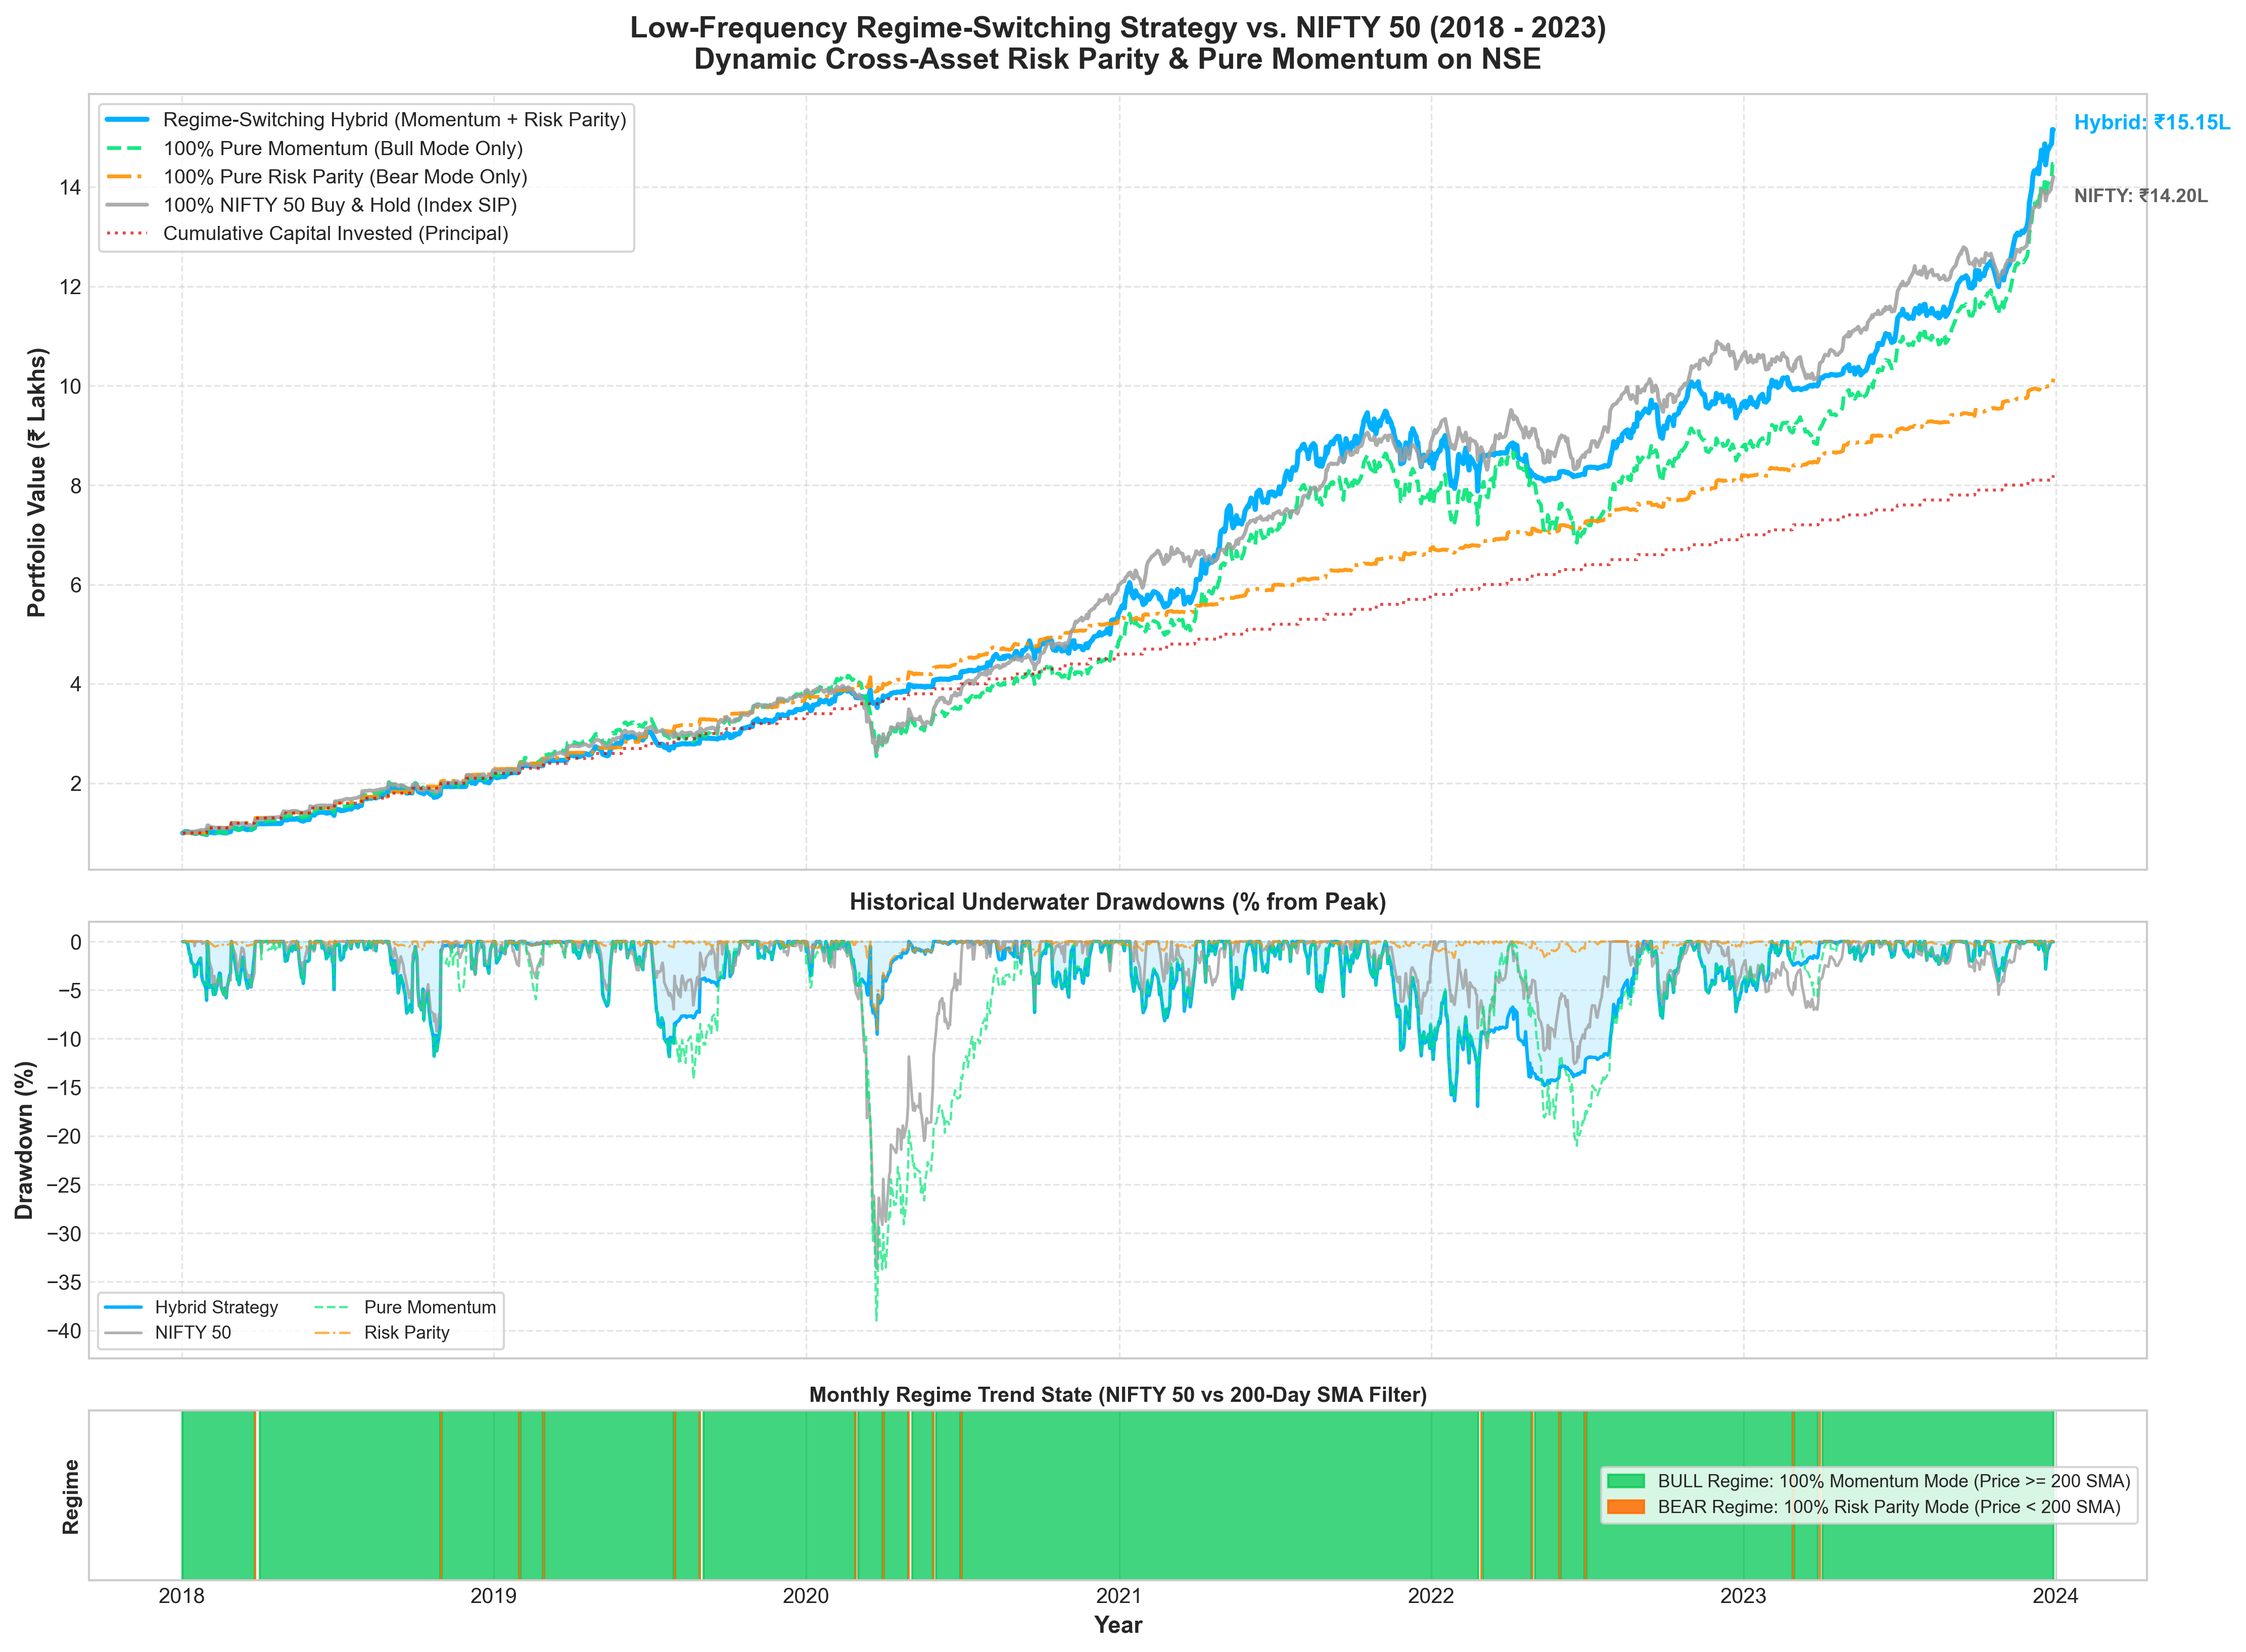 Low-Frequency Regime-Switching Strategy vs. NIFTY 50 (2018 - 2023)
Dynamic Cross-Asset Risk Parity & Pure Momentum on NSE
Regime-Switching Hybrid (Momentum + Risk Parity)
100% Pure Momentum (Bull Mode Only)
100% Pure Risk Parity (Bear Mode Only)
100% NIFTY 50 Buy & Hold (Index SIP)
Cumulative Capital Invested (Principal)
Hybrid: ₹15.15L
NIFTY: ₹14.20L
Portfolio Value (₹ Lakhs)
14
12
10
8
6
4
2
Historical Underwater Drawdowns (% from Peak)
Drawdown (%)
0
−5
−10
−15
−20
−25
−30
−35
−40
Hybrid Strategy
NIFTY 50
Pure Momentum
Risk Parity
Monthly Regime Trend State (NIFTY 50 vs 200-Day SMA Filter)
Regime
BULL Regime: 100% Momentum Mode (Price >= 200 SMA)
BEAR Regime: 100% Risk Parity Mode (Price < 200 SMA)
2018
2019
2020
2021
2022
2023
2024
Year